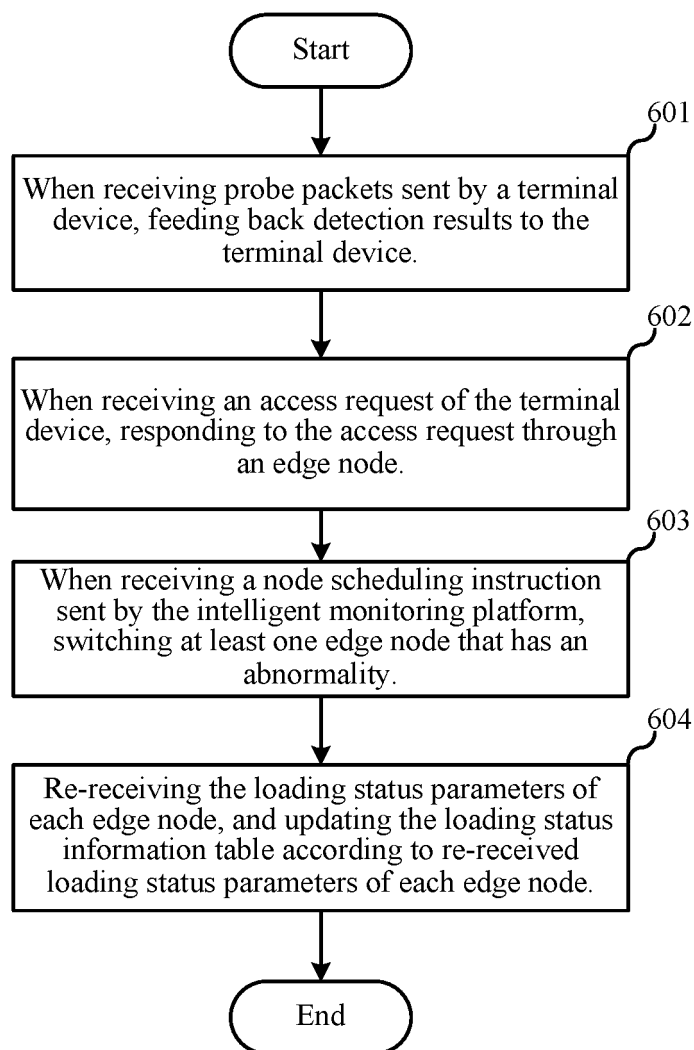 Start
601
When receiving probe packets sent by a terminal
device, feeding back detection results to the
terminal device.
602
When receiving an access request of the terminal
device, responding to the access request through
an edge node.
603
When receiving a node scheduling instruction
sent by the intelligent monitoring platform,
switching at least one edge node that has an
abnormality.
604
Re-receiving the loading status parameters of
each edge node, and updating the loading status
information table according to re-received
loading status parameters of each edge node.
End